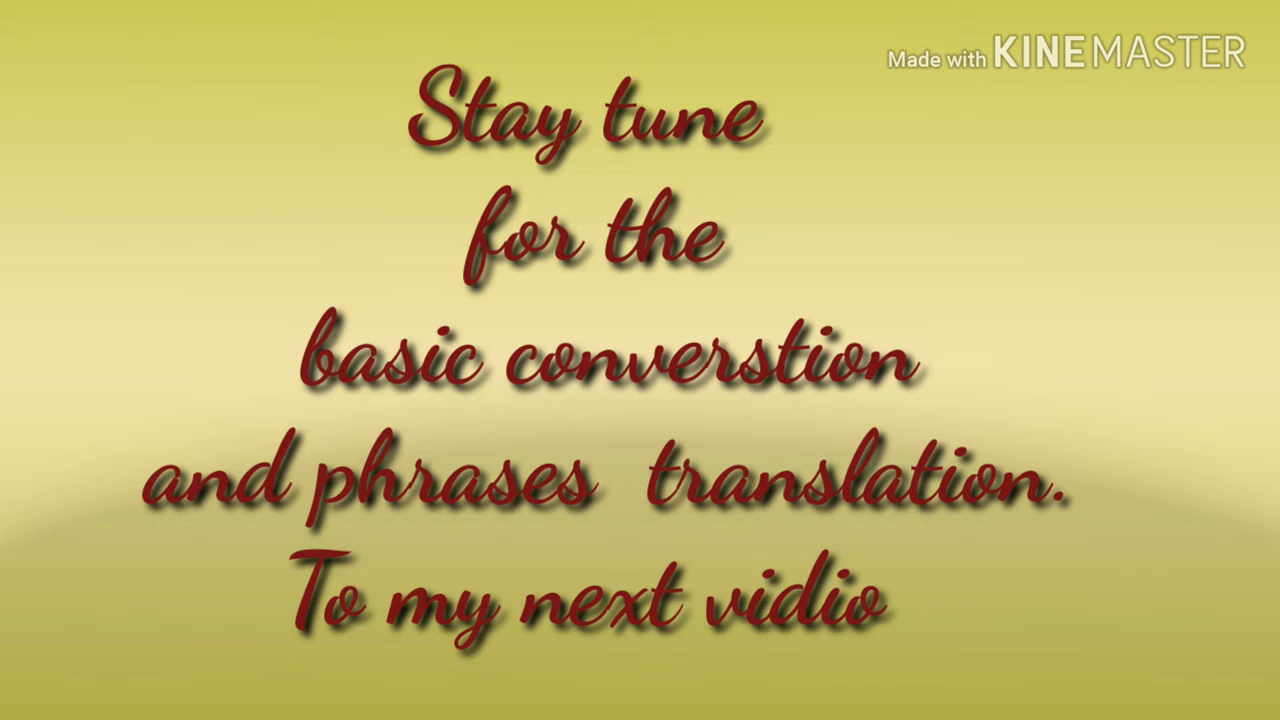 Made with KINEMASTER
Stay tune
for the
basic converstion
and phrases translation.
To my next vidio